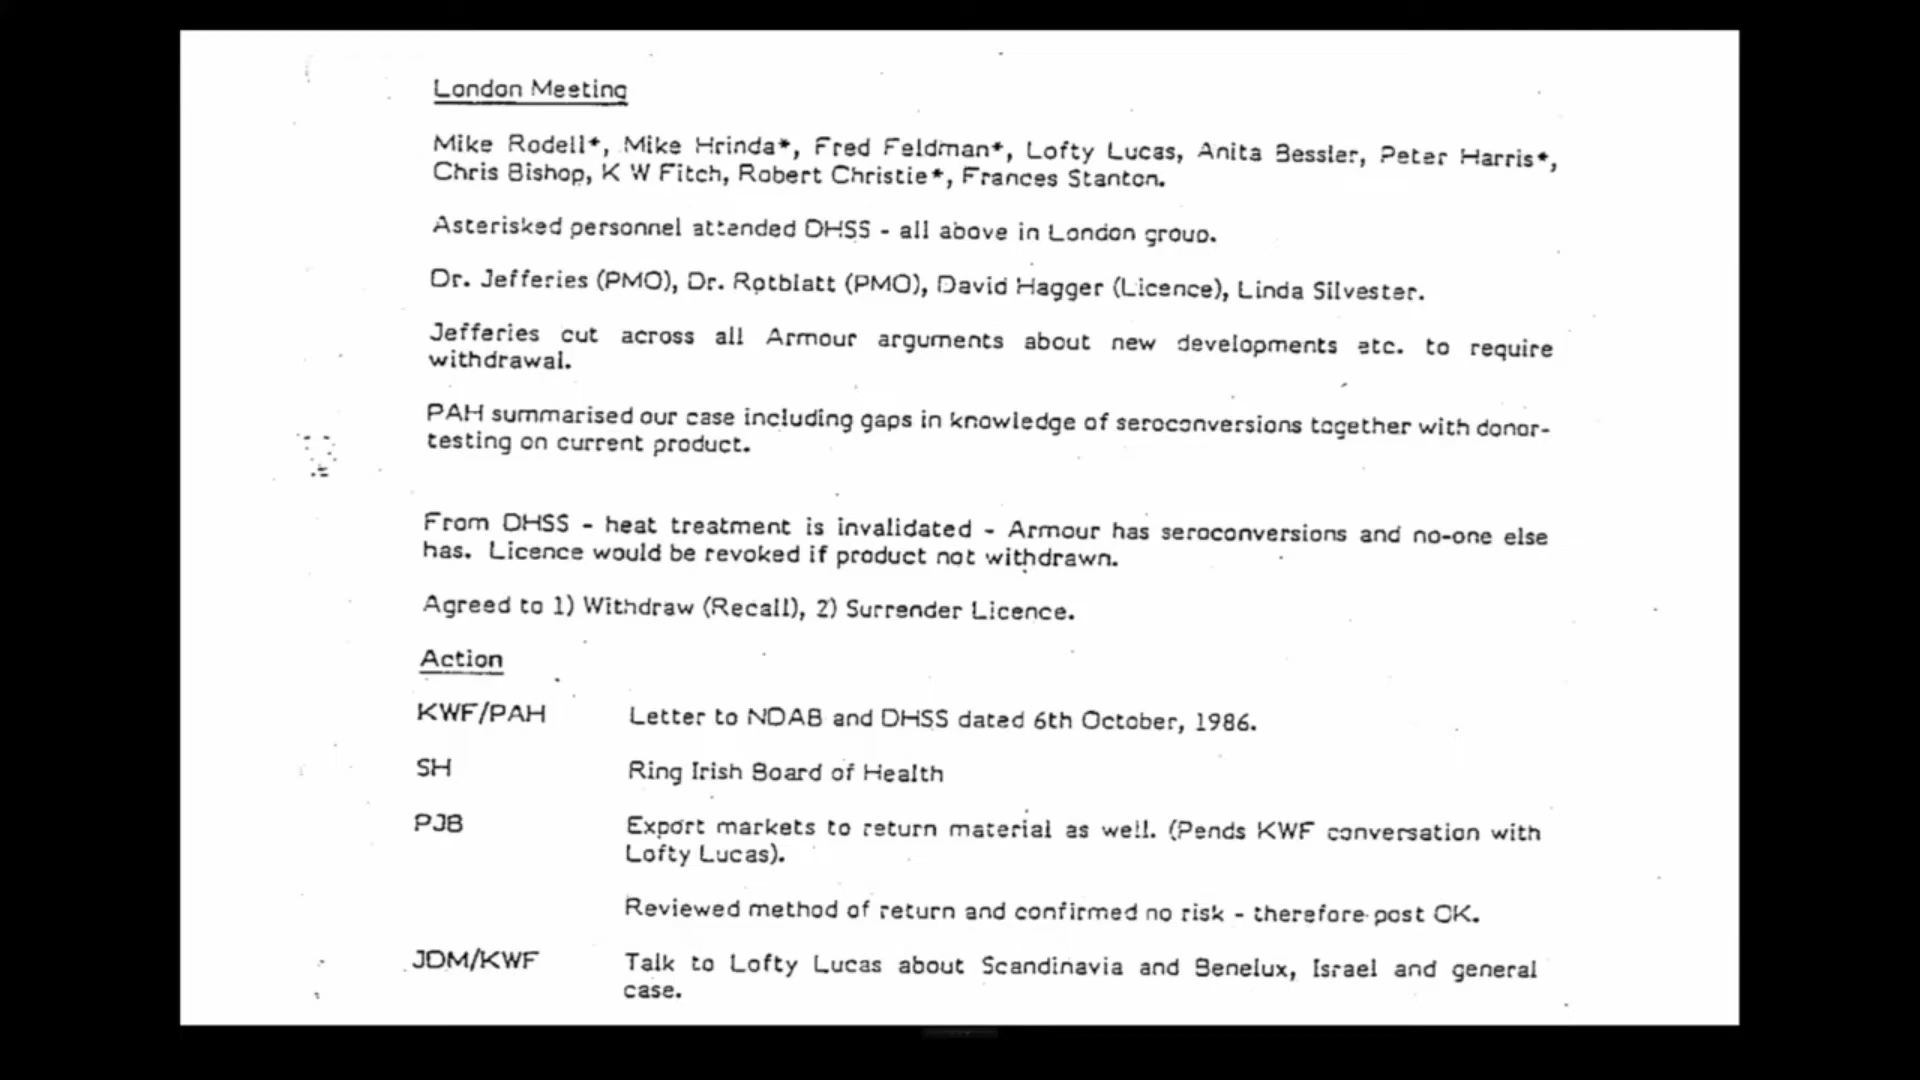 London Meeting
Mike Rodell*, Mike Hrinda*, Fred Feldman*, Lofty Lucas, Anita Bessler, Peter Harris*,
Chris Bishop, K W Fitch, Robert Christie*, Frances Stanton.
Asterisked personnel attended DHSS - all above in London group.
Dr. Jefferies (PMO), Dr. Rotblatt (PMO), David Hagger (Licence), Linda Silvester.
Jefferies cut across all Armour arguments about new developments etc. to require
withdrawal.
PAH summarised our case including gaps in knowledge of seroconversions together with donor-
testing on current product.
From DHSS - heat treatment is invalidated - Armour has seroconversions and no-one else
has. Licence would be revoked if product not withdrawn.
Agreed to 1) Withdraw (Recall), 2) Surrender Licence.
Action
KWF/PAH Letter to NDAB and DHSS dated 6th October, 1986.
SH Ring Irish Board of Health
PJB Export markets to return material as well. (Pends KWF conversation with
Lofty Lucas).
Reviewed method of return and confirmed no risk - therefore post OK.
JDM/KWF Talk to Lofty Lucas about Scandinavia and Benelux, Israel and general
case.